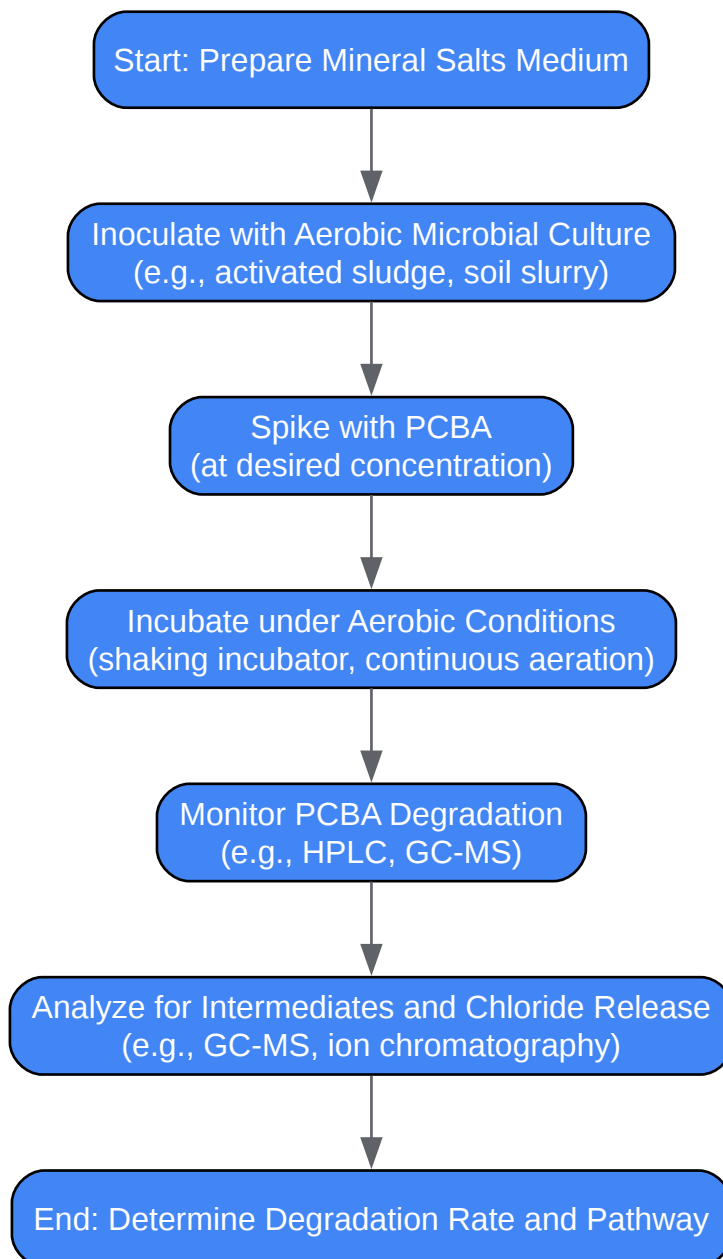 Start: Prepare Mineral Salts Medium
Inoculate with Aerobic Microbial Culture
(e.g., activated sludge, soil slurry)
Spike with PCBA
(at desired concentration)
Incubate under Aerobic Conditions
(shaking incubator, continuous aeration)
Monitor PCBA Degradation
(e.g., HPLC, GC-MS)
Analyze for Intermediates and Chloride Release
(e.g., GC-MS, ion chromatography)
End: Determine Degradation Rate and Pathway